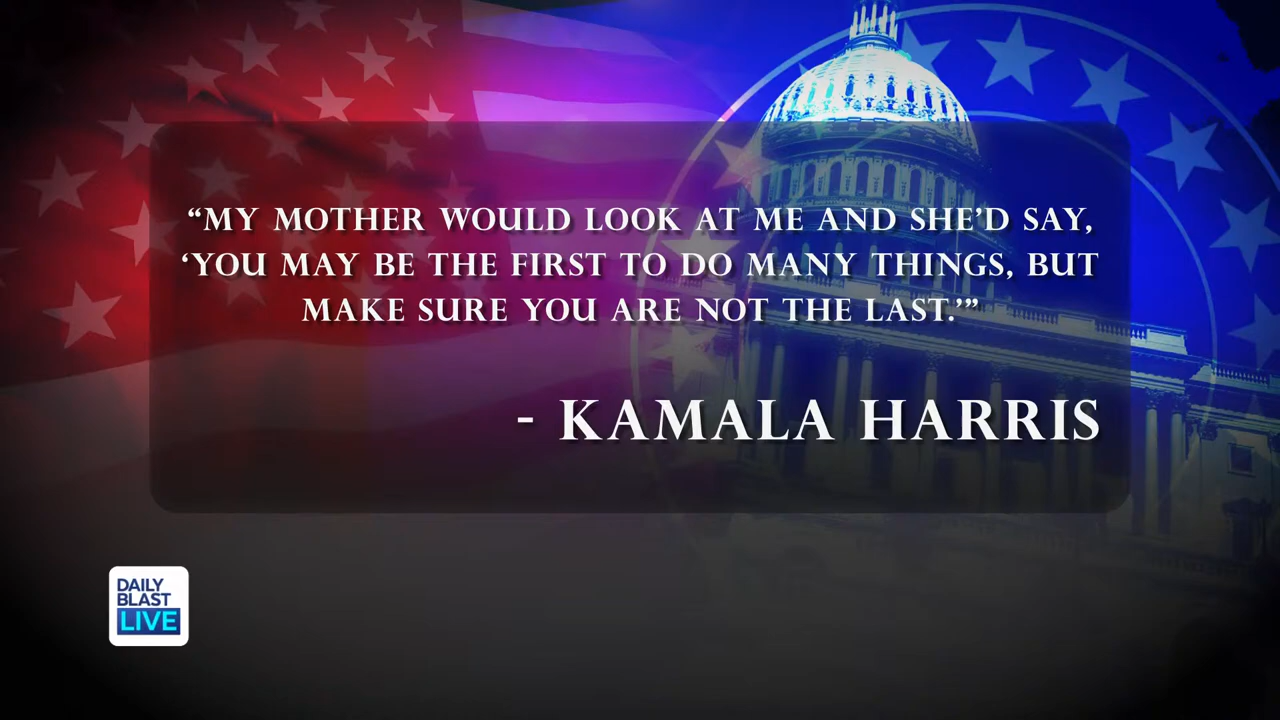 “MY MOTHER WOULD LOOK AT ME AND SHE’D SAY,
‘YOU MAY BE THE FIRST TO DO MANY THINGS, BUT
MAKE SURE YOU ARE NOT THE LAST.’”
- KAMALA HARRIS
DAILY
BLAST
LIVE